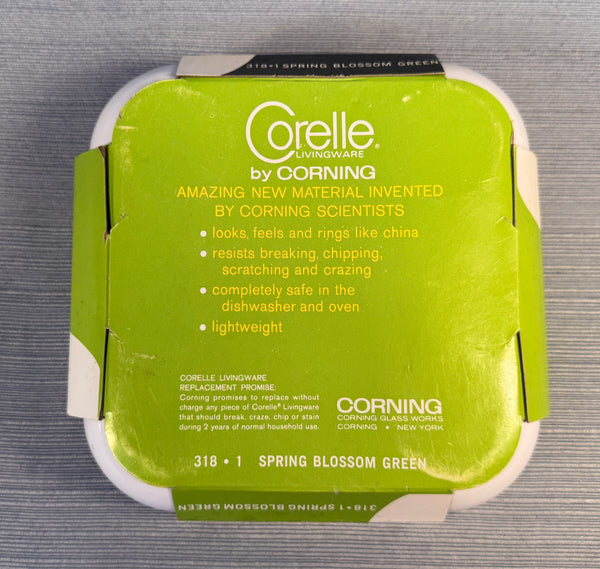 318 • 1 SPRING BLOSSOM GREEN
Corelle®
LIVINGWARE
by CORNING
AMAZING NEW MATERIAL INVENTED
BY CORNING SCIENTISTS
• looks, feels and rings like china
• resists breaking, chipping,
scratching and crazing
• completely safe in the
dishwasher and oven
• lightweight
CORELLE LIVINGWARE
REPLACEMENT PROMISE:
Corning promises to replace without
charge any piece of Corelle® Livingware
that should break, craze, chip or stain
during 2 years of normal household use.
CORNING
CORNING GLASS WORKS
CORNING • NEW YORK
318 • 1 SPRING BLOSSOM GREEN
318 • 1 SPRING BLOSSOM GREEN